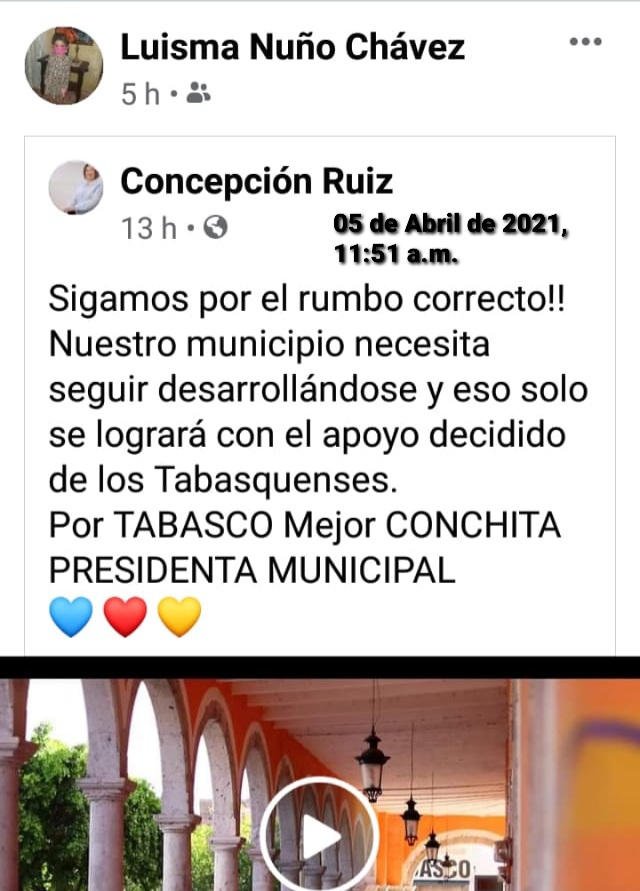 Luisma Nuño Chávez
5 h
Concepción Ruiz
13 h
05 de Abril de 2021,
11:51 a.m.
Sigamos por el rumbo correcto!!
Nuestro municipio necesita
seguir desarrollándose y eso solo
se logrará con el apoyo decidido
de los Tabasquenses.
Por TABASCO Mejor CONCHITA
PRESIDENTA MUNICIPAL
ASCO